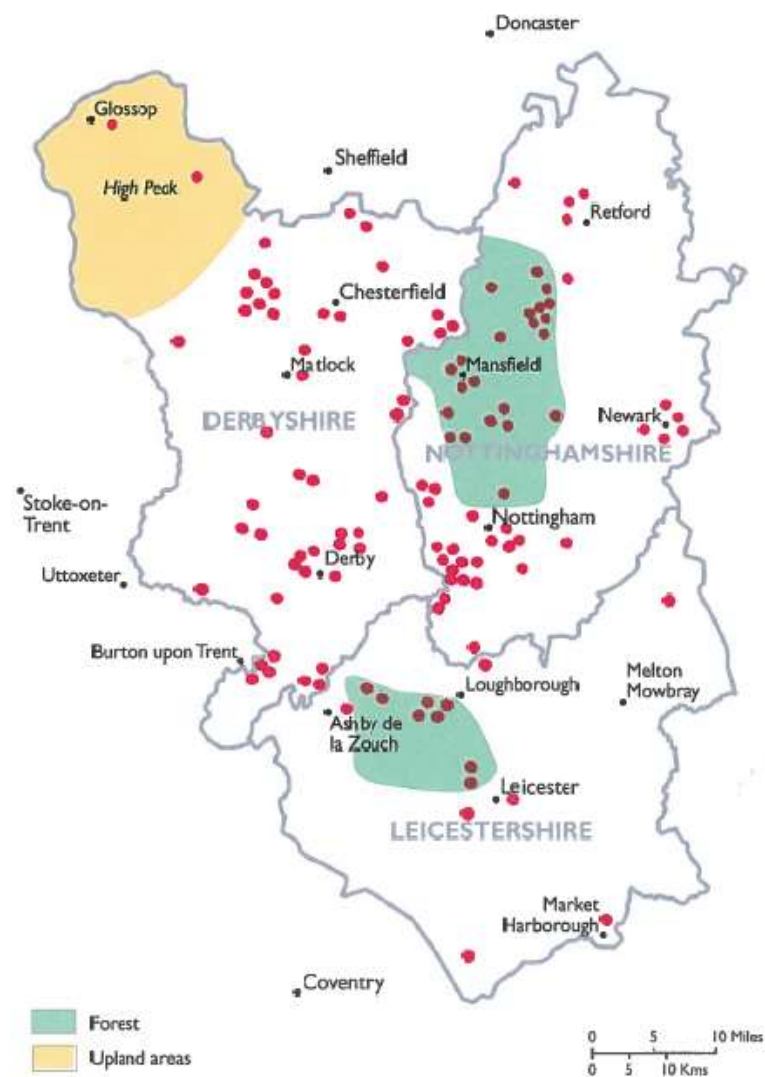 Doncaster
Glossop
Sheffield
High Peak
Retford
Chesterfield
Matlock
Mansfield
DERBYSHIRE
Newark
NOTTINGHAMSHIRE
Stoke-on-
Trent
Nottingham
Derby
Uttoxeter
Burton upon Trent
Loughborough
Melton
Mowbray
Ashby de
la Zouch
Leicester
LEICESTERSHIRE
Market
Harborough
Coventry
Forest
Upland areas
0 5 10 Miles
0 5 10 Kms